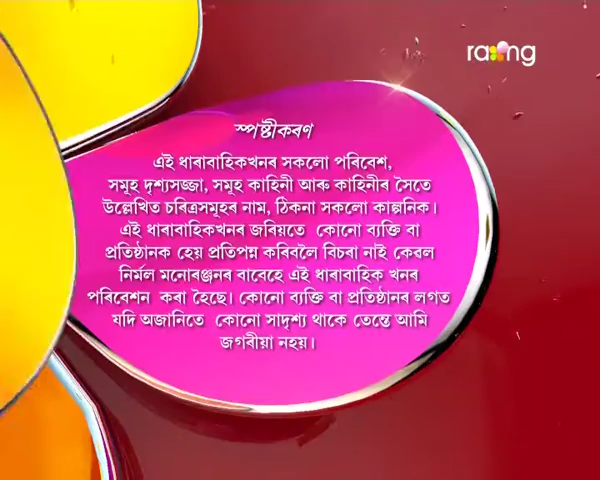 rang
স্পষ্টীকৰণ
এই ধাৰাবাহিকখনৰ সকলো পৰিবেশ,
সমূহ দৃশ্যসজ্জা, সমূহ কাহিনী আৰু কাহিনীৰ সৈতে
উল্লেখিত চৰিত্ৰসমূহৰ নাম, ঠিকনা সকলো কাল্পনিক।
এই ধাৰাবাহিকখনৰ জৰিয়তে কোনো ব্যক্তি বা
প্ৰতিষ্ঠানক হেয় প্ৰতিপন্ন কৰিবলৈ বিচৰা নাই কেৱল
নিৰ্মল মনোৰঞ্জনৰ বাবেহে এই ধাৰাবাহিক খনৰ
পৰিবেশন কৰা হৈছে। কোনো ব্যক্তি বা প্ৰতিষ্ঠানৰ লগত
যদি অজানিতে কোনো সাদৃশ্য থাকে তেন্তে আমি
জগৰীয়া নহয়।